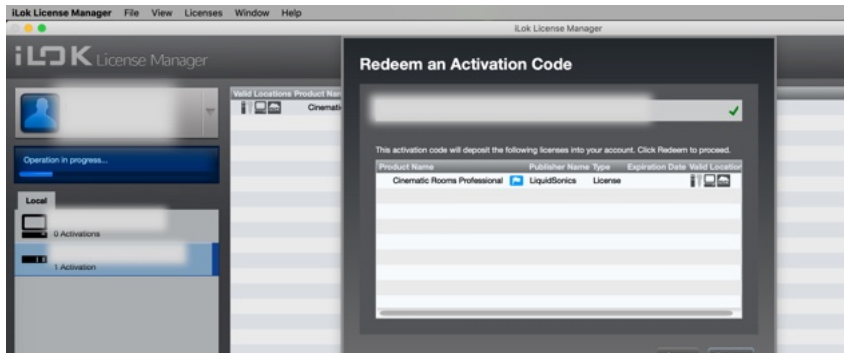 iLok License Manager File View Licenses Window Help
iLok License Manager
iLOK License Manager
Redeem an Activation Code
Valid Locations Product Nam
Cinemati
This activation code will deposit the following licenses into your account. Click Redeem to proceed.
Operation in progress...
Product Name Publisher Name Type Expiration Date Valid Location
Cinematic Rooms Professional LiquidSonics License
Local
0 Activations
1 Activation